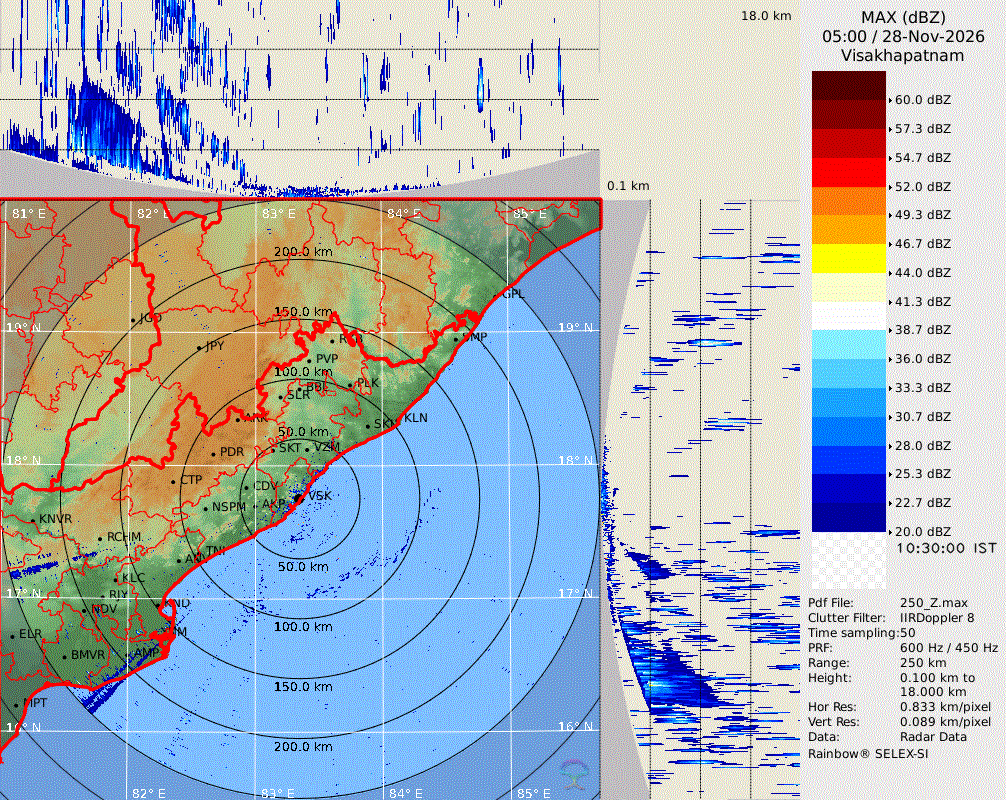 18.0 km
0.1 km
MAX (dBZ)
05:00 / 28-Nov-2026
Visakhapatnam
60.0 dBZ
57.3 dBZ
54.7 dBZ
52.0 dBZ
49.3 dBZ
46.7 dBZ
44.0 dBZ
41.3 dBZ
38.7 dBZ
36.0 dBZ
33.3 dBZ
30.7 dBZ
28.0 dBZ
25.3 dBZ
22.7 dBZ
20.0 dBZ
10:30:00 IST
Pdf File: 250_Z.max
Clutter Filter: IIRDoppler 8
Time sampling:50
PRF: 600 Hz / 450 Hz
Range: 250 km
Height: 0.100 km to
18.000 km
Hor Res: 0.833 km/pixel
Vert Res: 0.089 km/pixel
Data: Radar Data
Rainbow® SELEX-SI
81° E
82° E
83° E
84° E
85° E
200.0 km
GPL
150.0 km
JGD
19° N
19° N
JPY
SMP
PVP
100.0 km
BBL
PLK
SLR
ARK
KLN
50.0 km
SKT
VZM
PDR
18° N
18° N
CTP
CDV
VSK
NSPM
AKP
KNVR
RCHM
TNI
50.0 km
KLC
RJY
17° N
17° N
KND
NDV
100.0 km
ELR
AMP
BMVR
150.0 km
MPT
16° N
16° N
200.0 km
82° E
83° E
84° E
85° E